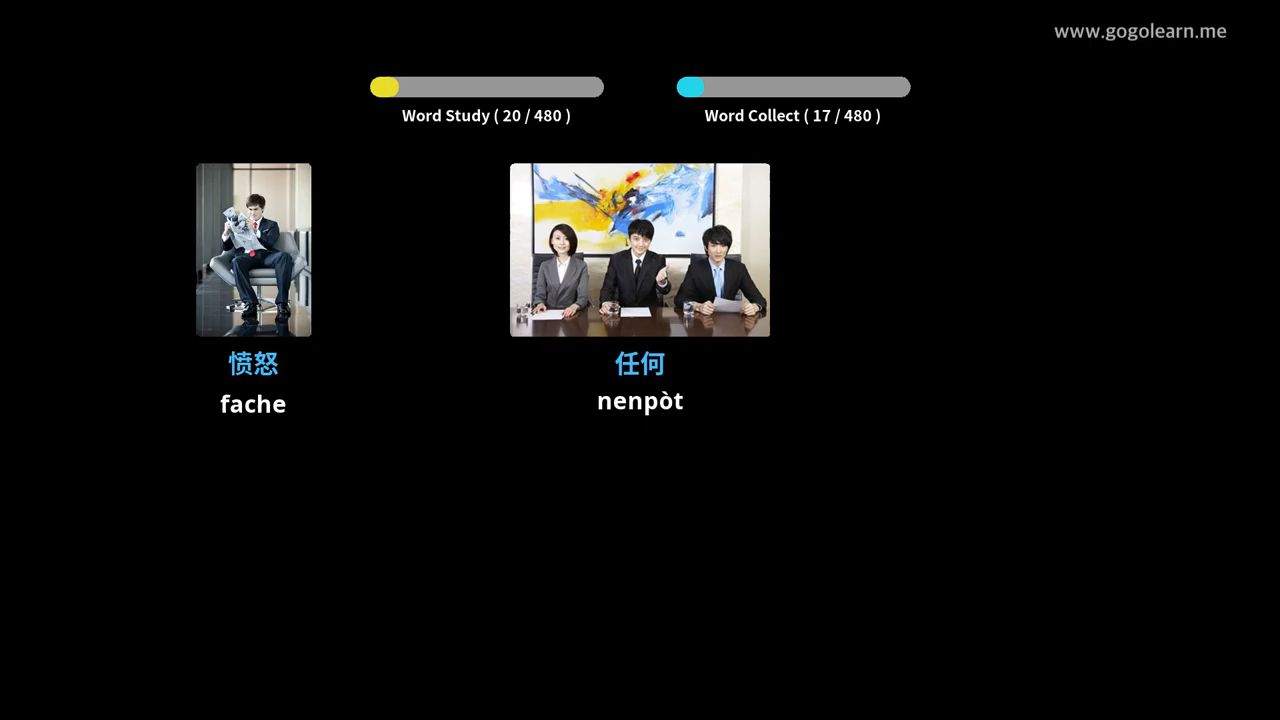 www.gogolearn.me
Word Study ( 20 / 480 )
Word Collect ( 17 / 480 )
愤怒
fache
任何
nenpòt